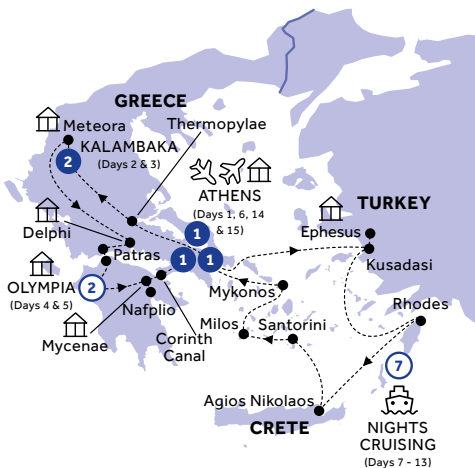 GREECE
Meteora
Thermopylae
KALAMBAKA
2
(Days 2 & 3)
ATHENS
(Days 1, 6, 14
& 15)
TURKEY
1
Ephesus
Delphi
Patras
1
1
Kusadasi
OLYMPIA
2
(Days 4 & 5)
Mykonos
Rhodes
Nafplio
Milos
Santorini
Mycenae
Corinth
Canal
7
Agios Nikolaos
CRETE
NIGHTS
CRUISING
(Days 7 - 13)